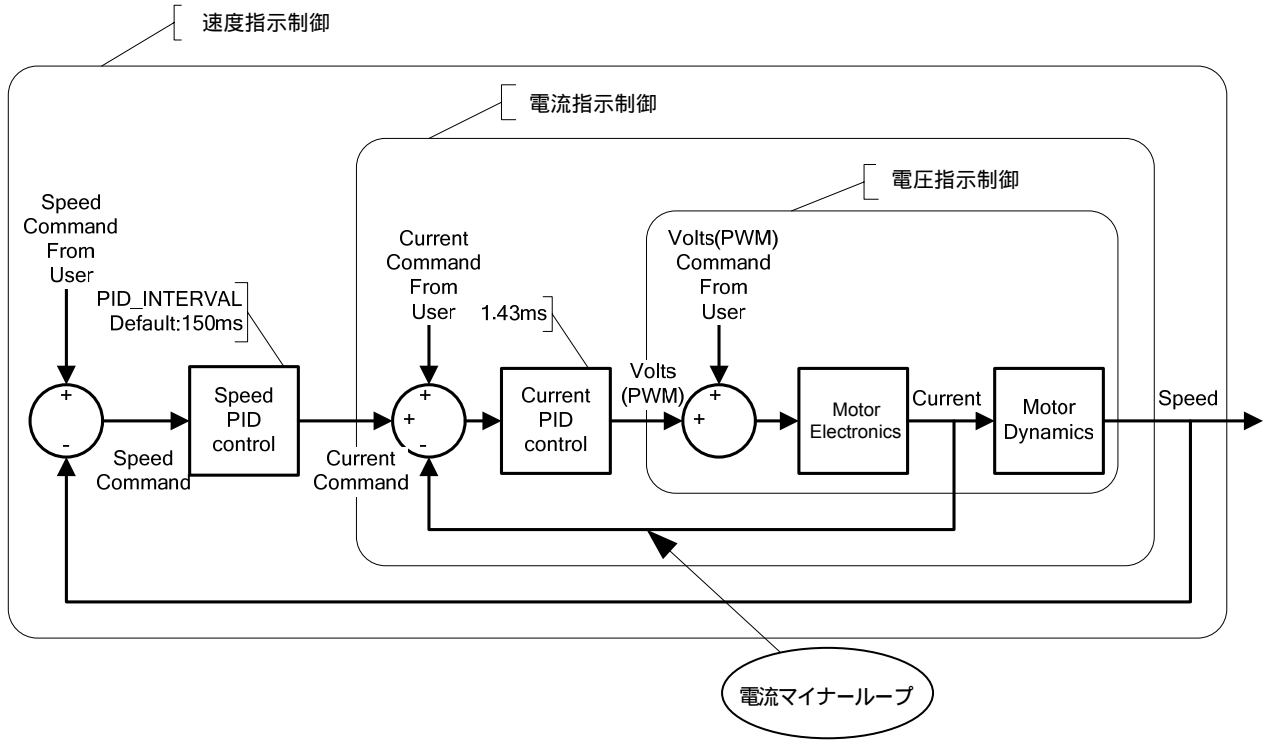 速度指示制御
電流指示制御
電圧指示制御
Speed
Command
From
User
PID_INTERVAL
Default:150ms
Current
Command
From
User
1.43ms
Volts(PWM)
Command
From
User
+
-
Speed
Command
Speed
PID
control
Current
Command
+
+
-
Current
PID
control
Volts
(PWM)
+
+
Motor
Electronics
Current
Motor
Dynamics
Speed
電流マイナーループ